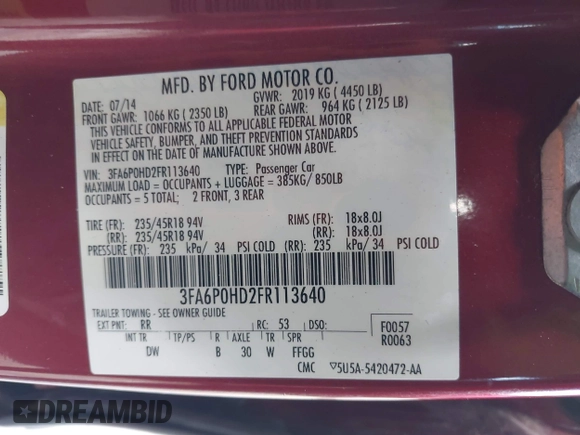 MFD. BY FORD MOTOR CO.
DATE: 07/14 GVWR: 2019 KG ( 4450 LB)
FRONT GAWR: 1066 KG ( 2350 LB) REAR GAWR: 964 KG ( 2125 LB)
THIS VEHICLE CONFORMS TO ALL APPLICABLE FEDERAL MOTOR
VEHICLE SAFETY, BUMPER, AND THEFT PREVENTION STANDARDS
IN EFFECT ON THE DATE OF MANUFACTURE SHOWN ABOVE.
VIN: 3FA6P0HD2FR113640 TYPE: Passenger Car
MAXIMUM LOAD = OCCUPANTS + LUGGAGE = 385KG/ 850LB
OCCUPANTS = 5 TOTAL; 2 FRONT, 3 REAR
TIRE (FR): 235/45R18 94V RIMS (FR): 18x8.0J
(RR): 235/45R18 94V (RR): 18x8.0J
PRESSURE (FR): 235 kPa/ 34 PSI COLD (RR): 235 kPa/ 34 PSI COLD
3FA6P0HD2FR113640
TRAILER TOWING - SEE OWNER GUIDE
EXT PNT: RR RC: 53 DSO: F0057
INT TR TP/PS R AXLE TR SPR R0063
DW B 30 W FFGG
CMC ▽5U5A-5420472-AA
DREAMBID